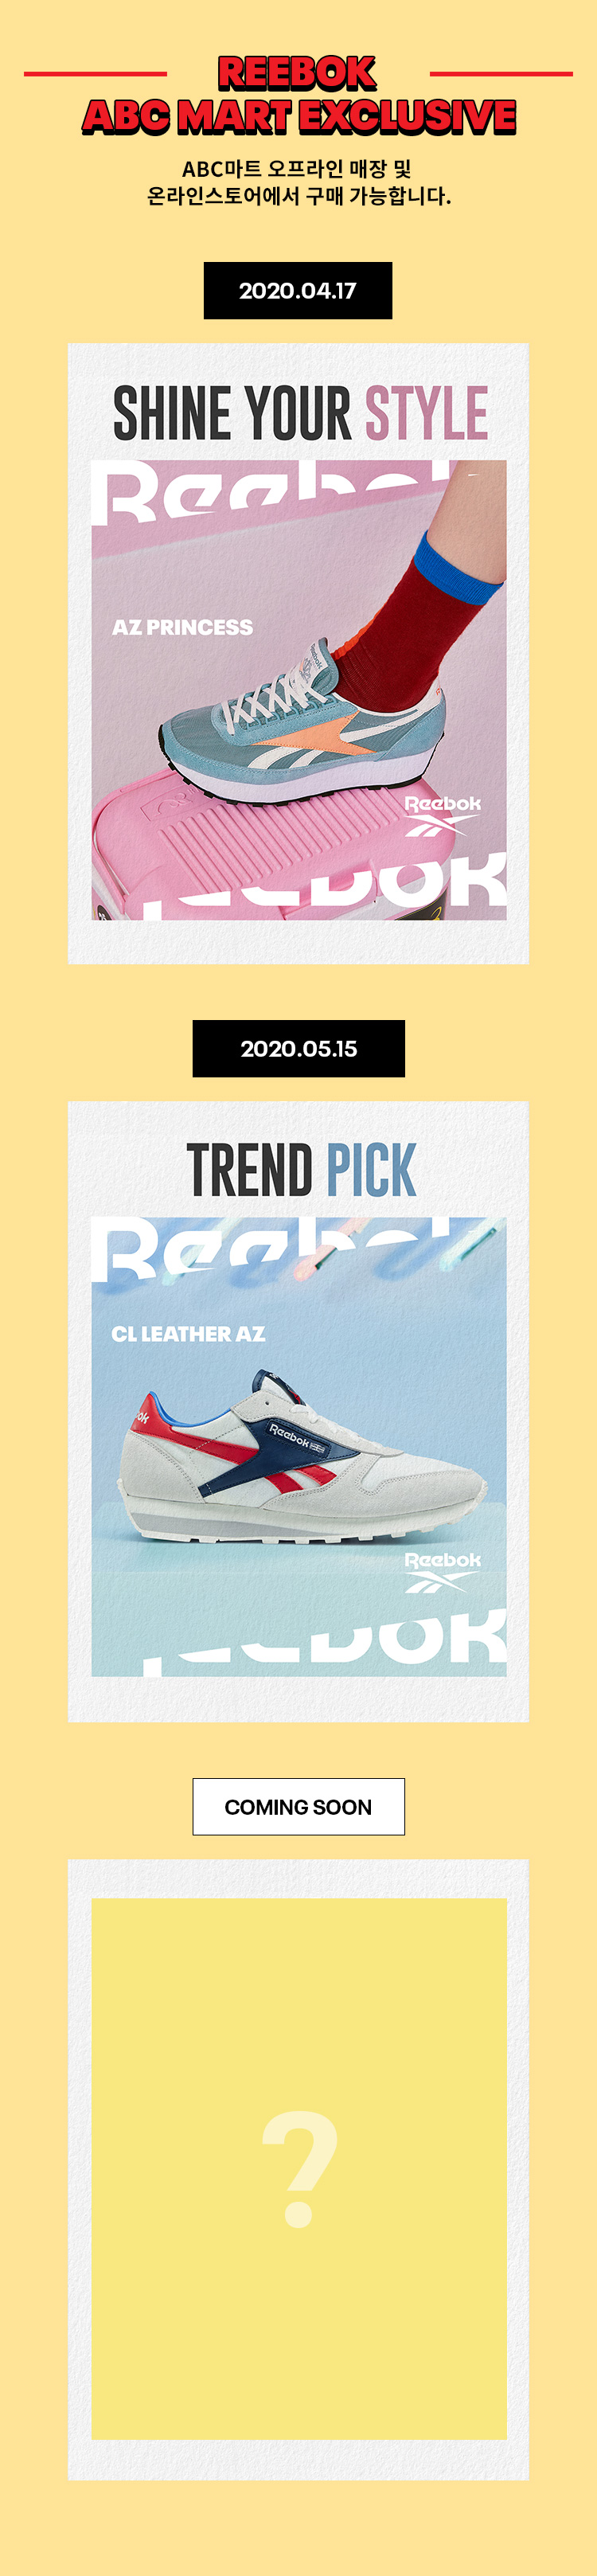 REEBOK
ABC MART EXCLUSIVE
ABC마트 오프라인 매장 및
온라인스토어에서 구매 가능합니다.
2020.04.17
SHINE YOUR STYLE
Reebok
AZ PRINCESS
Reebok
Reebok
Reebok
2020.05.15
TREND PICK
Reebok
CL LEATHER AZ
Reebok
Reebok
Reebok
COMING SOON
?